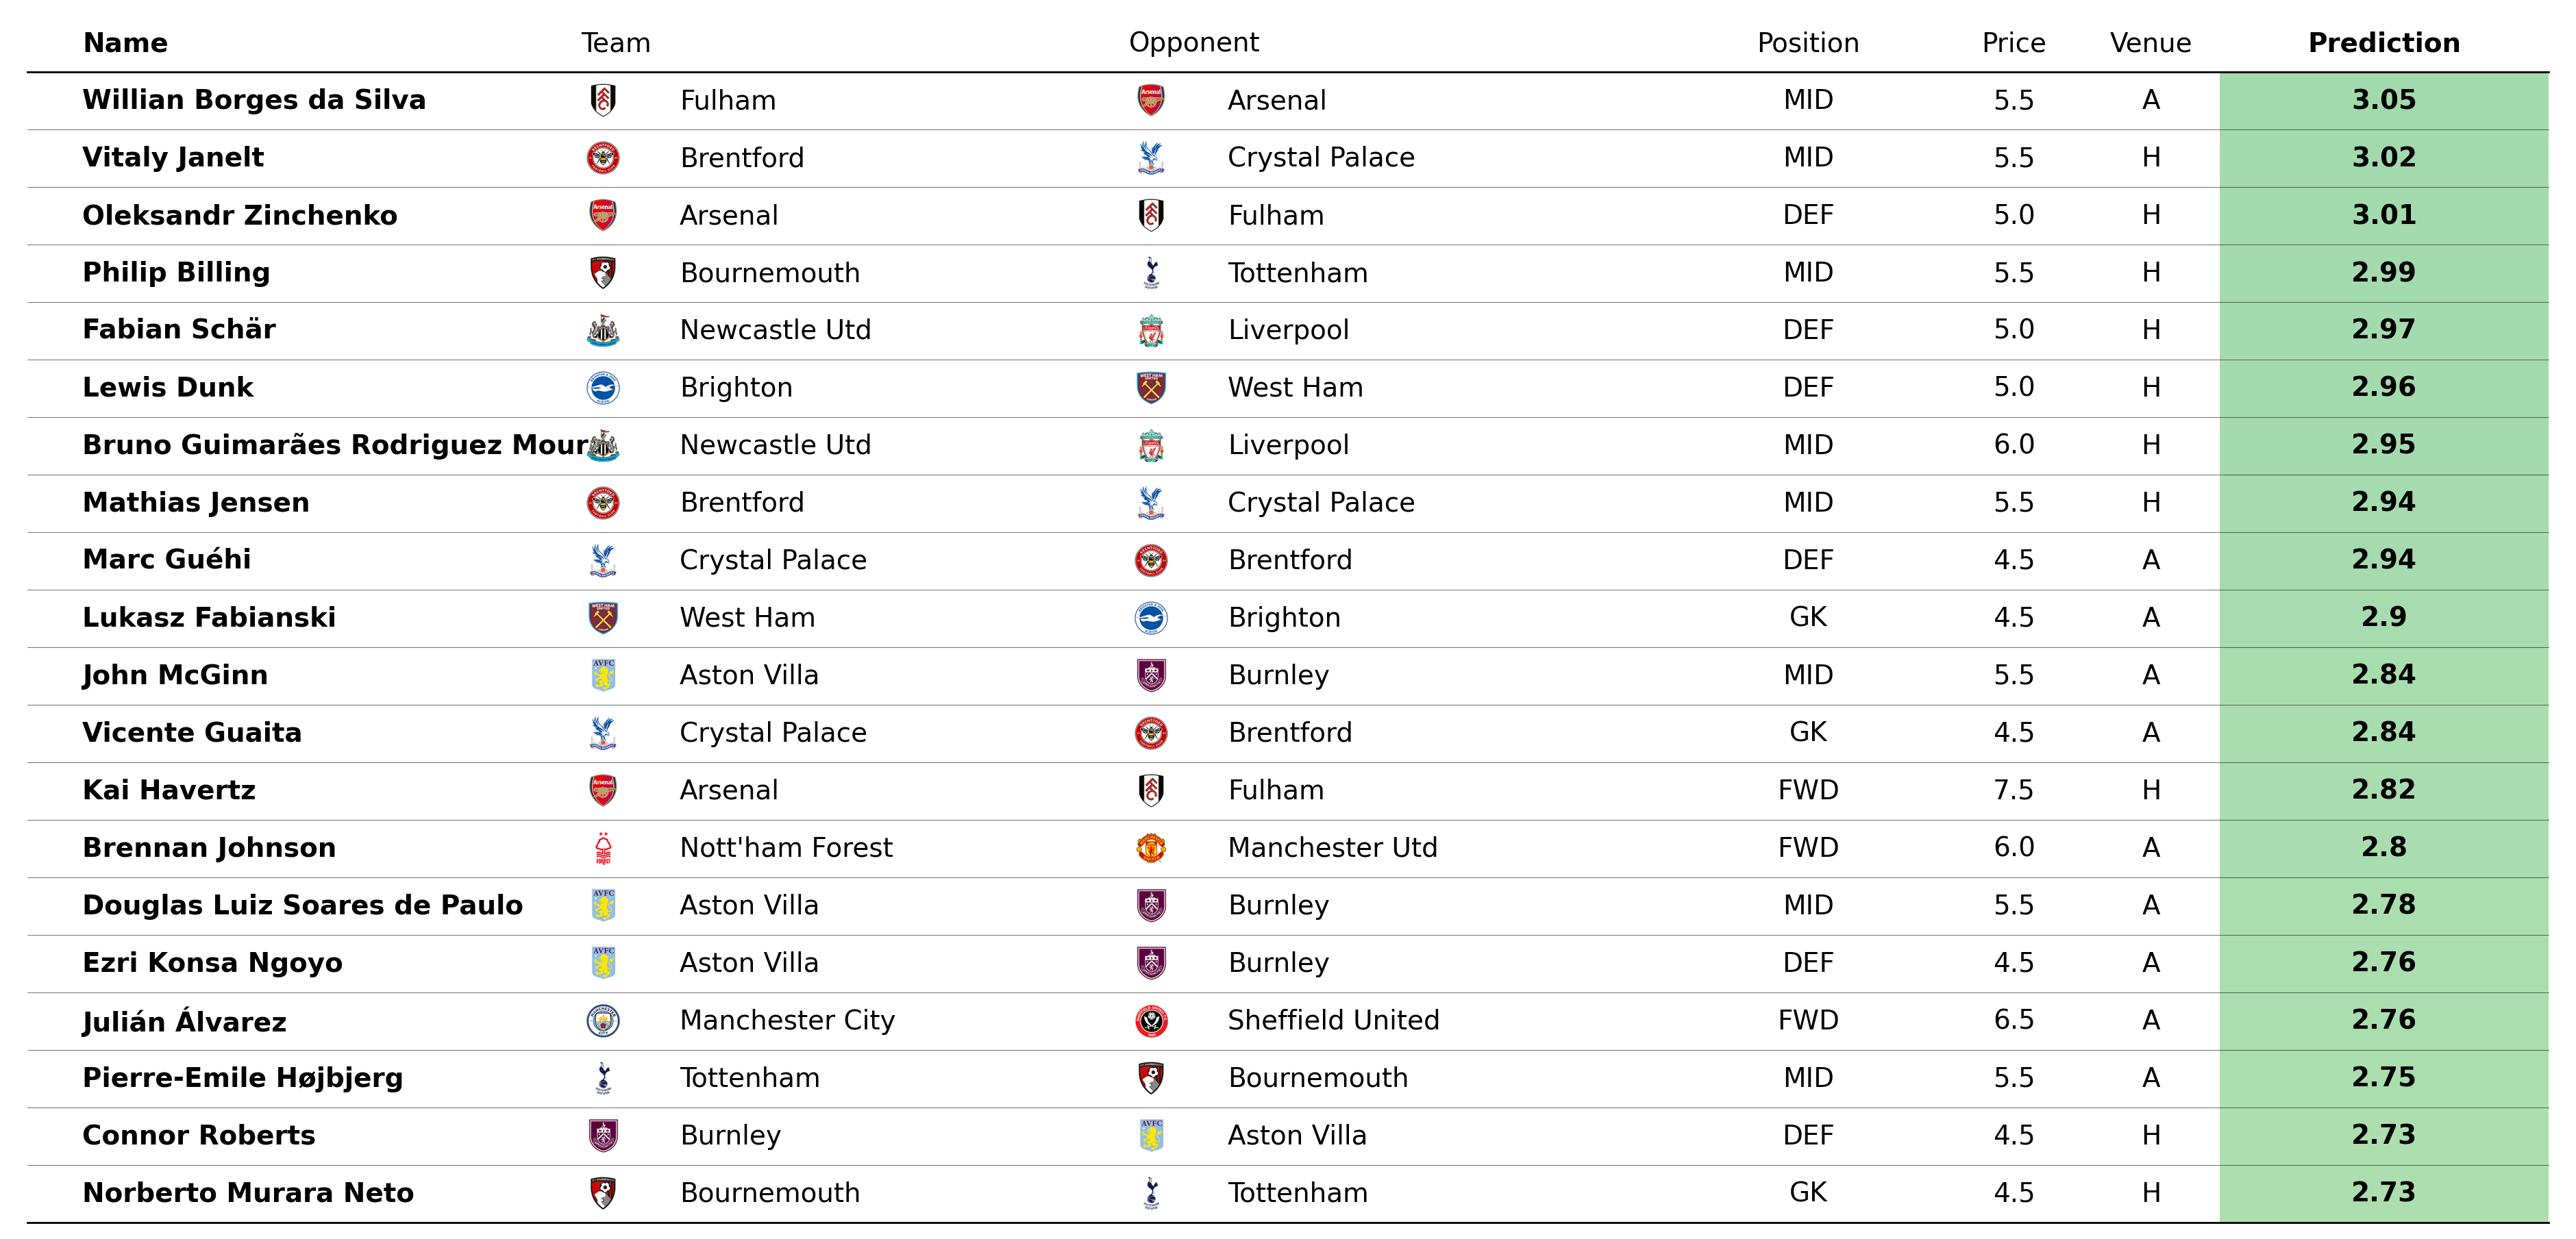 Name Team Opponent Position Price Venue Prediction
Willian Borges da Silva Fulham Arsenal MID 5.5 A 3.05
Vitaly Janelt Brentford Crystal Palace MID 5.5 H 3.02
Oleksandr Zinchenko Arsenal Fulham DEF 5.0 H 3.01
Philip Billing Bournemouth Tottenham MID 5.5 H 2.99
Fabian Schär Newcastle Utd Liverpool DEF 5.0 H 2.97
Lewis Dunk Brighton West Ham DEF 5.0 H 2.96
Bruno Guimarães Rodriguez Mour Newcastle Utd Liverpool MID 6.0 H 2.95
Mathias Jensen Brentford Crystal Palace MID 5.5 H 2.94
Marc Guéhi Crystal Palace Brentford DEF 4.5 A 2.94
Lukasz Fabianski West Ham Brighton GK 4.5 A 2.9
John McGinn Aston Villa Burnley MID 5.5 A 2.84
Vicente Guaita Crystal Palace Brentford GK 4.5 A 2.84
Kai Havertz Arsenal Fulham FWD 7.5 H 2.82
Brennan Johnson Nott'ham Forest Manchester Utd FWD 6.0 A 2.8
Douglas Luiz Soares de Paulo Aston Villa Burnley MID 5.5 A 2.78
Ezri Konsa Ngoyo Aston Villa Burnley DEF 4.5 A 2.76
Julián Álvarez Manchester City Sheffield United FWD 6.5 A 2.76
Pierre-Emile Højbjerg Tottenham Bournemouth MID 5.5 A 2.75
Connor Roberts Burnley Aston Villa DEF 4.5 H 2.73
Norberto Murara Neto Bournemouth Tottenham GK 4.5 H 2.73